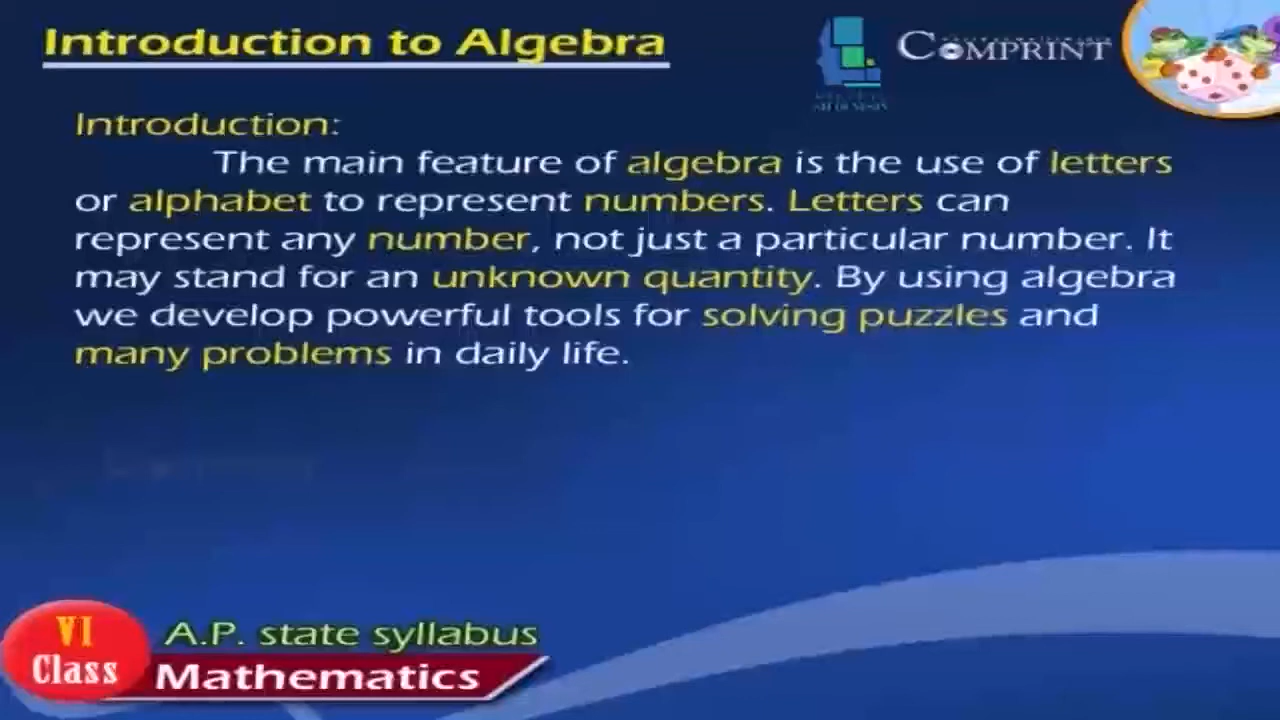 Introduction to Algebra
COMPRINT
Introduction:
The main feature of algebra is the use of letters
or alphabet to represent numbers. Letters can
represent any number, not just a particular number. It
may stand for an unknown quantity. By using algebra
we develop powerful tools for solving puzzles and
many problems in daily life.
VI
Class
A.P. state syllabus
Mathematics